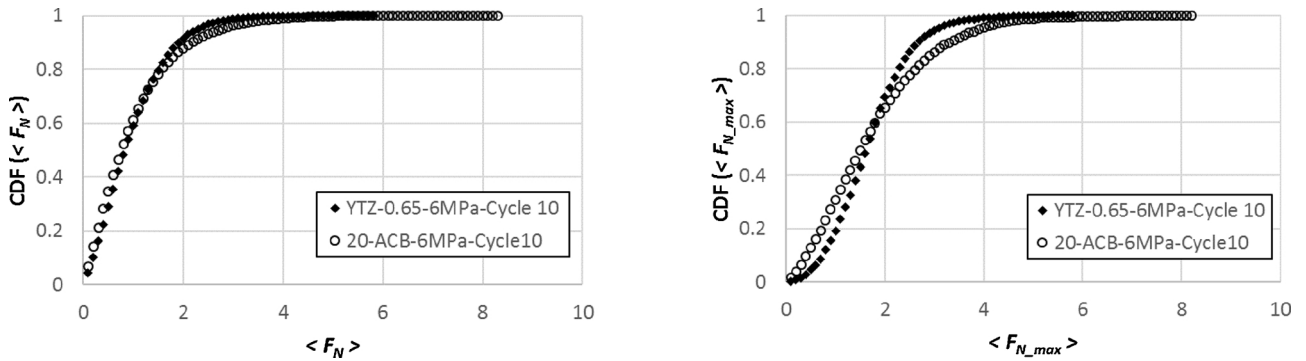 CDF (< F_N >)
1
0.8
0.6
0.4
0.2
0
YTZ-0.65-6MPa-Cycle 10
20-ACB-6MPa-Cycle10
0 2 4 6 8 10
< F_N >
CDF (< F_N_max >)
1
0.8
0.6
0.4
0.2
0
YTZ-0.65-6MPa-Cycle 10
20-ACB-6MPa-Cycle10
0 2 4 6 8 10
< F_N_max >